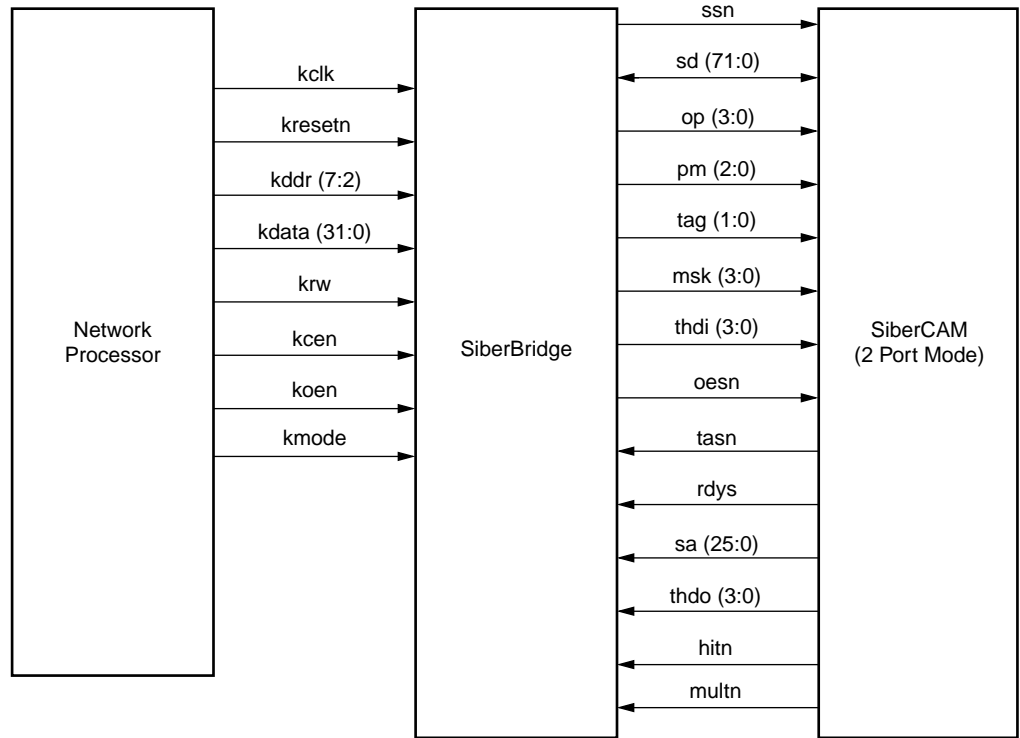 ssn
sd (71:0)
kclk
op (3:0)
kresetn
pm (2:0)
kddr (7:2)
tag (1:0)
kdata (31:0)
msk (3:0)
krw
thdi (3:0)
Network
Processor
kcen
SiberBridge
SiberCAM
(2 Port Mode)
koen
oesn
kmode
tasn
rdys
sa (25:0)
thdo (3:0)
hitn
multn